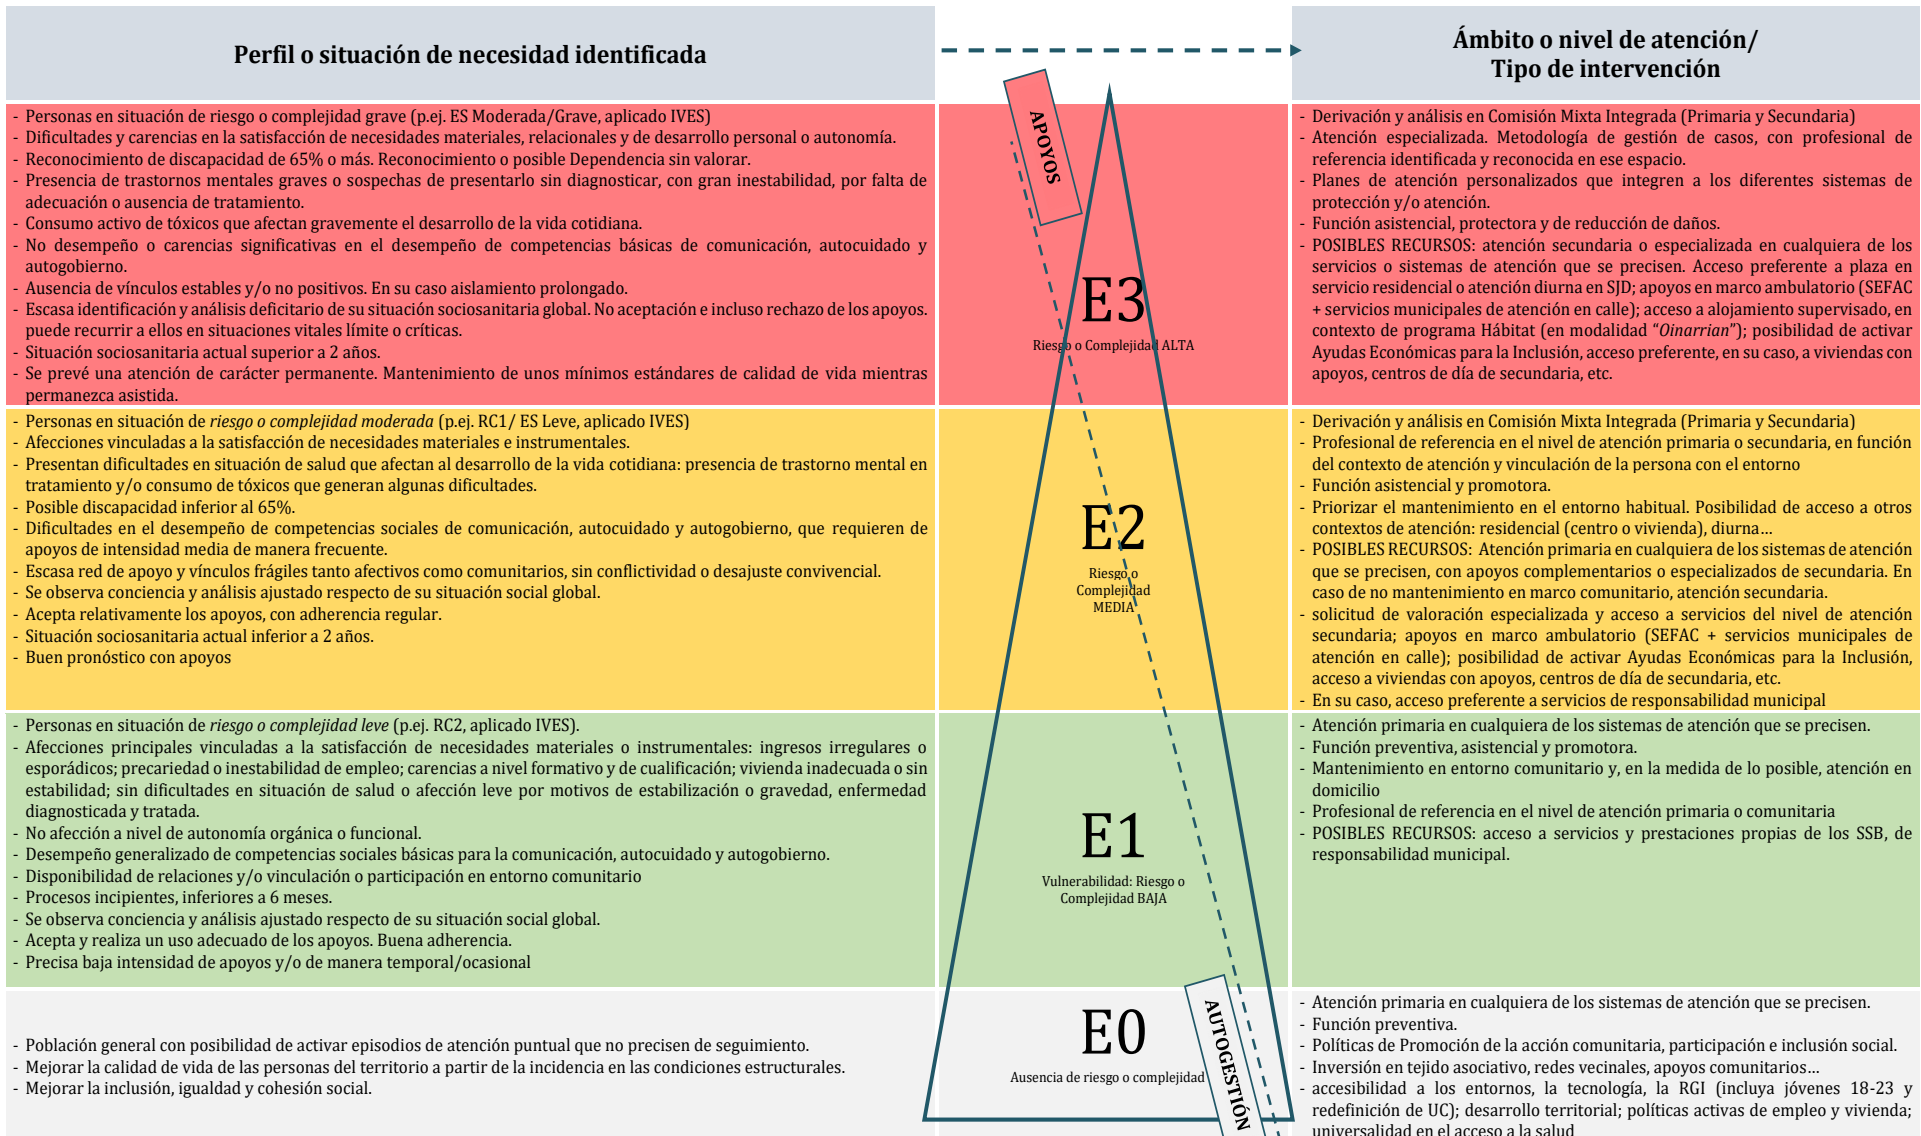 Perfil o situación de necesidad identificada
Ámbito o nivel de atención/
Tipo de intervención
- Personas en situación de riesgo o complejidad grave (p.ej. ES Moderada/Grave, aplicado IVES)
- Dificultades y carencias en la satisfacción de necesidades materiales, relacionales y de desarrollo personal o autonomía.
- Reconocimiento de discapacidad de 65% o más. Reconocimiento o posible Dependencia sin valorar.
- Presencia de trastornos mentales graves o sospechas de presentarlo sin diagnosticar, con gran inestabilidad, por falta de
adecuación o ausencia de tratamiento.
- Consumo activo de tóxicos que afectan gravemente el desarrollo de la vida cotidiana.
- No desempeño o carencias significativas en el desempeño de competencias básicas de comunicación, autocuidado y
autogobierno.
- Ausencia de vínculos estables y/o no positivos. En su caso aislamiento prolongado.
- Escasa identificación y análisis deficitario de su situación sociosanitaria global. No aceptación e incluso rechazo de los apoyos.
puede recurrir a ellos en situaciones vitales límite o críticas.
- Situación sociosanitaria actual superior a 2 años.
- Se prevé una atención de carácter permanente. Mantenimiento de unos mínimos estándares de calidad de vida mientras
permanezca asistida.
APOYOS
E3
Riesgo o Complejidad ALTA
- Derivación y análisis en Comisión Mixta Integrada (Primaria y Secundaria)
- Atención especializada. Metodología de gestión de casos, con profesional de
referencia identificada y reconocida en ese espacio.
- Planes de atención personalizados que integren a los diferentes sistemas de
protección y/o atención.
- Función asistencial, protectora y de reducción de daños.
- POSIBLES RECURSOS: atención secundaria o especializada en cualquiera de los
servicios o sistemas de atención que se precisen. Acceso preferente a plaza en
servicio residencial o atención diurna en SJD; apoyos en marco ambulatorio (SEFAC
+ servicios municipales de atención en calle); acceso a alojamiento supervisado, en
contexto de programa Hábitat (en modalidad “Oinarrian”); posibilidad de activar
Ayudas Económicas para la Inclusión, acceso preferente, en su caso, a viviendas con
apoyos, centros de día de secundaria, etc.
- Personas en situación de riesgo o complejidad moderada (p.ej. RC1/ ES Leve, aplicado IVES)
- Afecciones vinculadas a la satisfacción de necesidades materiales e instrumentales.
- Presentan dificultades en situación de salud que afectan al desarrollo de la vida cotidiana: presencia de trastorno mental en
tratamiento y/o consumo de tóxicos que generan algunas dificultades.
- Posible discapacidad inferior al 65%.
- Dificultades en el desempeño de competencias sociales de comunicación, autocuidado y autogobierno, que requieren de
apoyos de intensidad media de manera frecuente.
- Escasa red de apoyo y vínculos frágiles tanto afectivos como comunitarios, sin conflictividad o desajuste convivencial.
- Se observa conciencia y análisis ajustado respecto de su situación social global.
- Acepta relativamente los apoyos, con adherencia regular.
- Situación sociosanitaria actual inferior a 2 años.
- Buen pronóstico con apoyos
E2
Riesgo o
Complejidad
MEDIA
- Derivación y análisis en Comisión Mixta Integrada (Primaria y Secundaria)
- Profesional de referencia en el nivel de atención primaria o secundaria, en función
del contexto de atención y vinculación de la persona con el entorno
- Función asistencial y promotora.
- Priorizar el mantenimiento en el entorno habitual. Posibilidad de acceso a otros
contextos de atención: residencial (centro o vivienda), diurna…
- POSIBLES RECURSOS: Atención primaria en cualquiera de los sistemas de atención
que se precisen, con apoyos complementarios o especializados de secundaria. En
caso de no mantenimiento en marco comunitario, atención secundaria.
- solicitud de valoración especializada y acceso a servicios del nivel de atención
secundaria; apoyos en marco ambulatorio (SEFAC + servicios municipales de
atención en calle); posibilidad de activar Ayudas Económicas para la Inclusión,
acceso a viviendas con apoyos, centros de día de secundaria, etc.
- En su caso, acceso preferente a servicios de responsabilidad municipal
- Personas en situación de riesgo o complejidad leve (p.ej. RC2, aplicado IVES).
- Afecciones principales vinculadas a la satisfacción de necesidades materiales o instrumentales: ingresos irregulares o
esporádicos; precariedad o inestabilidad de empleo; carencias a nivel formativo y de cualificación; vivienda inadecuada o sin
estabilidad; sin dificultades en situación de salud o afección leve por motivos de estabilización o gravedad, enfermedad
diagnosticada y tratada.
- No afección a nivel de autonomía orgánica o funcional.
- Desempeño generalizado de competencias sociales básicas para la comunicación, autocuidado y autogobierno.
- Disponibilidad de relaciones y/o vinculación o participación en entorno comunitario
- Procesos incipientes, inferiores a 6 meses.
- Se observa conciencia y análisis ajustado respecto de su situación social global.
- Acepta y realiza un uso adecuado de los apoyos. Buena adherencia.
- Precisa baja intensidad de apoyos y/o de manera temporal/ocasional
E1
Vulnerabilidad: Riesgo o
Complejidad BAJA
- Atención primaria en cualquiera de los sistemas de atención que se precisen.
- Función preventiva, asistencial y promotora.
- Mantenimiento en entorno comunitario y, en la medida de lo posible, atención en
domicilio
- Profesional de referencia en el nivel de atención primaria o comunitaria
- POSIBLES RECURSOS: acceso a servicios y prestaciones propias de los SSB, de
responsabilidad municipal.
- Población general con posibilidad de activar episodios de atención puntual que no precisen de seguimiento.
- Mejorar la calidad de vida de las personas del territorio a partir de la incidencia en las condiciones estructurales.
- Mejorar la inclusión, igualdad y cohesión social.
E0
Ausencia de riesgo o complejidad
AUTOGESTIÓN
- Atención primaria en cualquiera de los sistemas de atención que se precisen.
- Función preventiva.
- Políticas de Promoción de la acción comunitaria, participación e inclusión social.
- Inversión en tejido asociativo, redes vecinales, apoyos comunitarios…
- accesibilidad a los entornos, la tecnología, la RGI (incluya jóvenes 18-23 y
redefinición de UC); desarrollo territorial; políticas activas de empleo y vivienda;
universalidad en el acceso a la salud